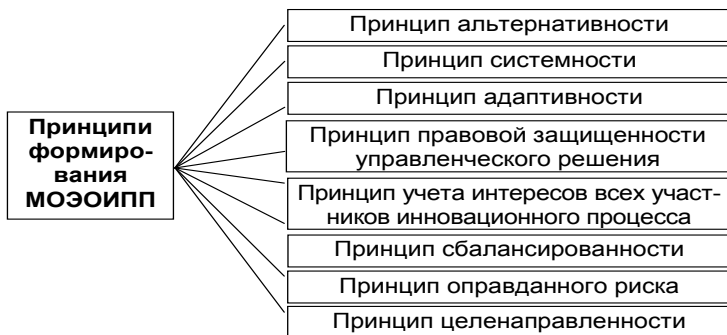 Принципи
формиро-
вания
МОЭОИПП
Принцип альтернативности
Принцип системности
Принцип адаптивности
Принцип правовой защищенности
управленческого решения
Принцип учета интересов всех участ-
ников инновационного процесса
Принцип сбалансированности
Принцип оправданного риска
Принцип целенаправленности